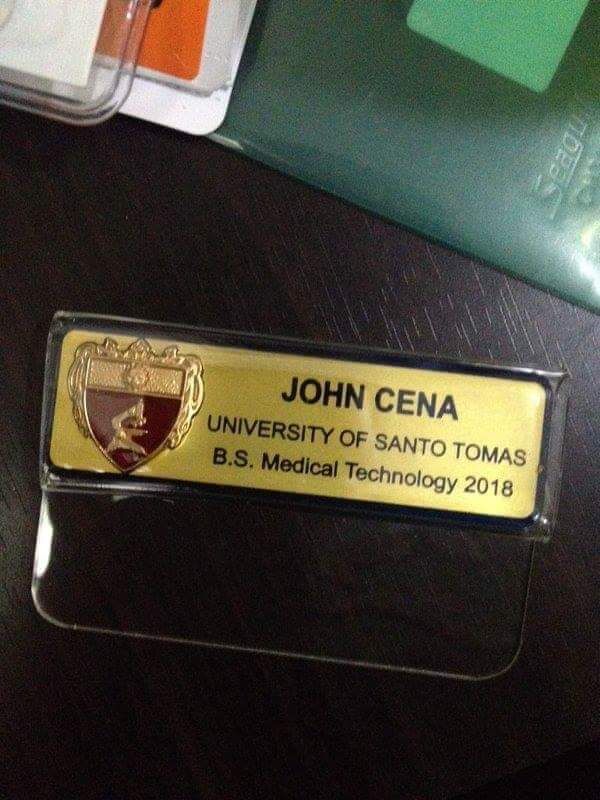 JOHN CENA
UNIVERSITY OF SANTO TOMAS
B.S. Medical Technology 2018